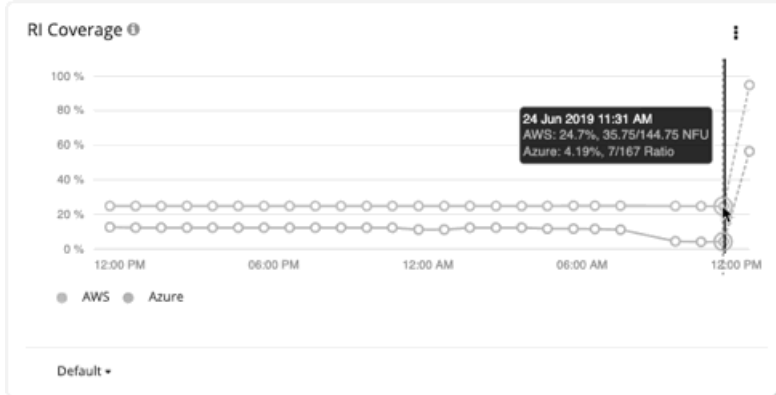 RI Coverage
100 %
80 %
60 %
40 %
20 %
0 %
24 Jun 2019 11:31 AM
AWS: 24.7%, 35.75/144.75 NFU
Azure: 4.19%, 7/167 Ratio
12:00 PM 06:00 PM 12:00 AM 06:00 AM 12:00 PM
AWS Azure
Default